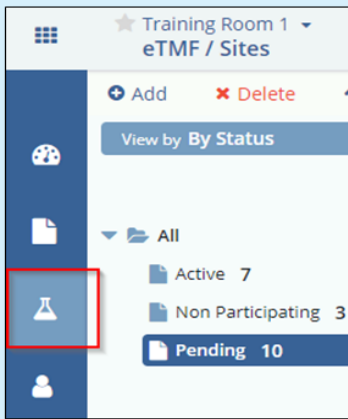 Training Room 1
eTMF / Sites
Add Delete
View by By Status
All
Active 7
Non Participating 3
Pending 10